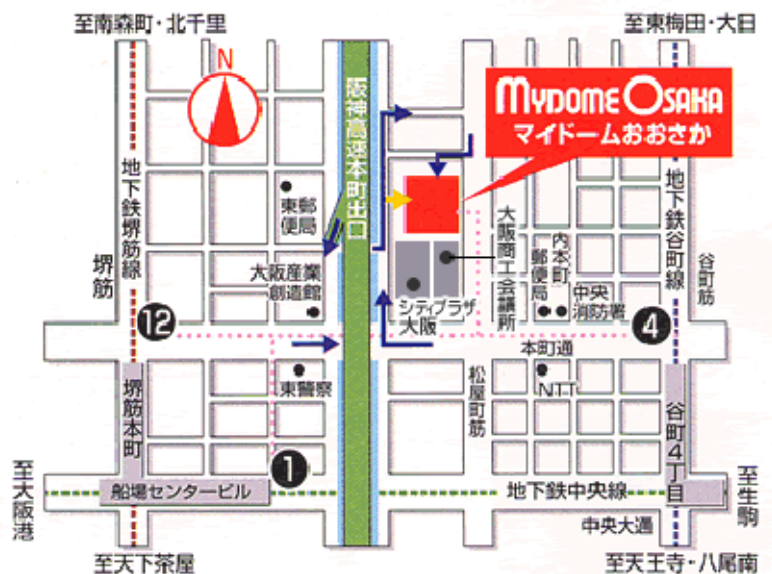 至南森町・北千里
至東梅田・大日
N
MYDOME OSAKA
マイドームおおさか
阪神高速本町出口
地下鉄堺筋線
堺筋
東郵
便局
大阪産業
創造館
大阪商工会議所
内本町
郵便局
中央
消防署
地下鉄谷町線
谷町筋
シティプラザ
大阪
12
4
本町通
東警察
松屋町筋
NTT
堺筋本町
谷町4丁目
1
至大阪港
船場センタービル
地下鉄中央線
至生駒
中央大通
至天下茶屋
至天王寺・八尾南